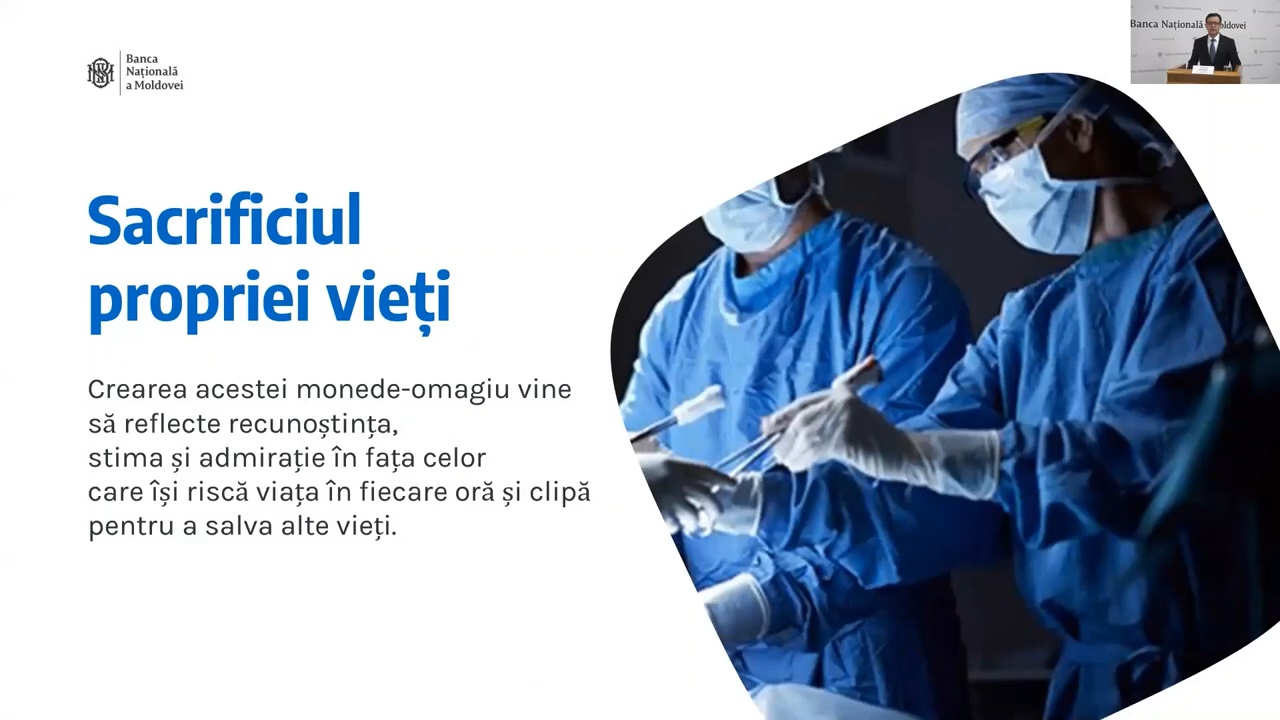 Banca
Națională
a Moldovei
Banca Națională
Moldovei
Sacrificiul
propriei vieți
Crearea acestei monede-omagiu vine
să reflecte recunoștința,
stima și admirație în fața celor
care își riscă viața în fiecare oră și clipă
pentru a salva alte vieți.